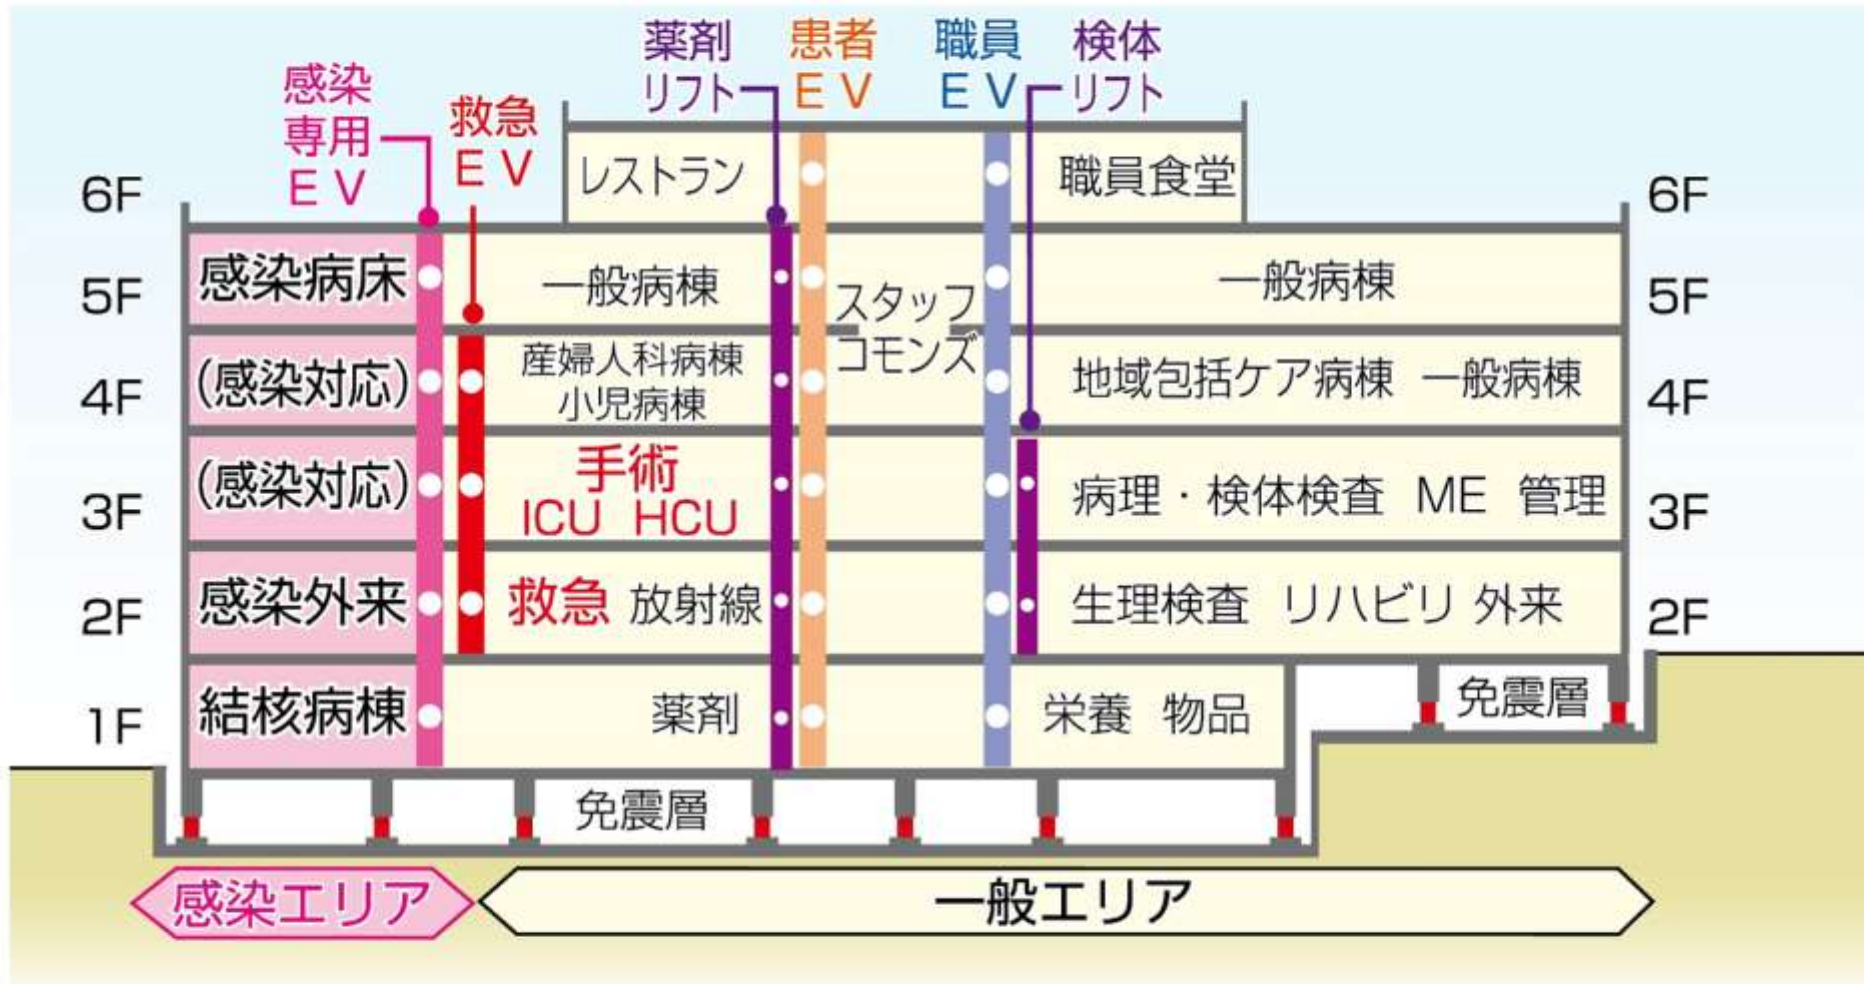 感染
専用
EV
救急
EV
薬剤
リフト
患者
EV
職員
EV
検体
リフト
6F
レストラン
職員食堂
6F
5F
感染病床
一般病棟
スタッフ
コモンズ
一般病棟
5F
4F
(感染対応)
産婦人科病棟
小児病棟
地域包括ケア病棟 一般病棟
4F
3F
(感染対応)
手術
ICU HCU
病理・検体検査 ME 管理
3F
2F
感染外来
救急 放射線
生理検査 リハビリ 外来
2F
1F
結核病棟
薬剤
栄養 物品
免震層
免震層
感染エリア
一般エリア